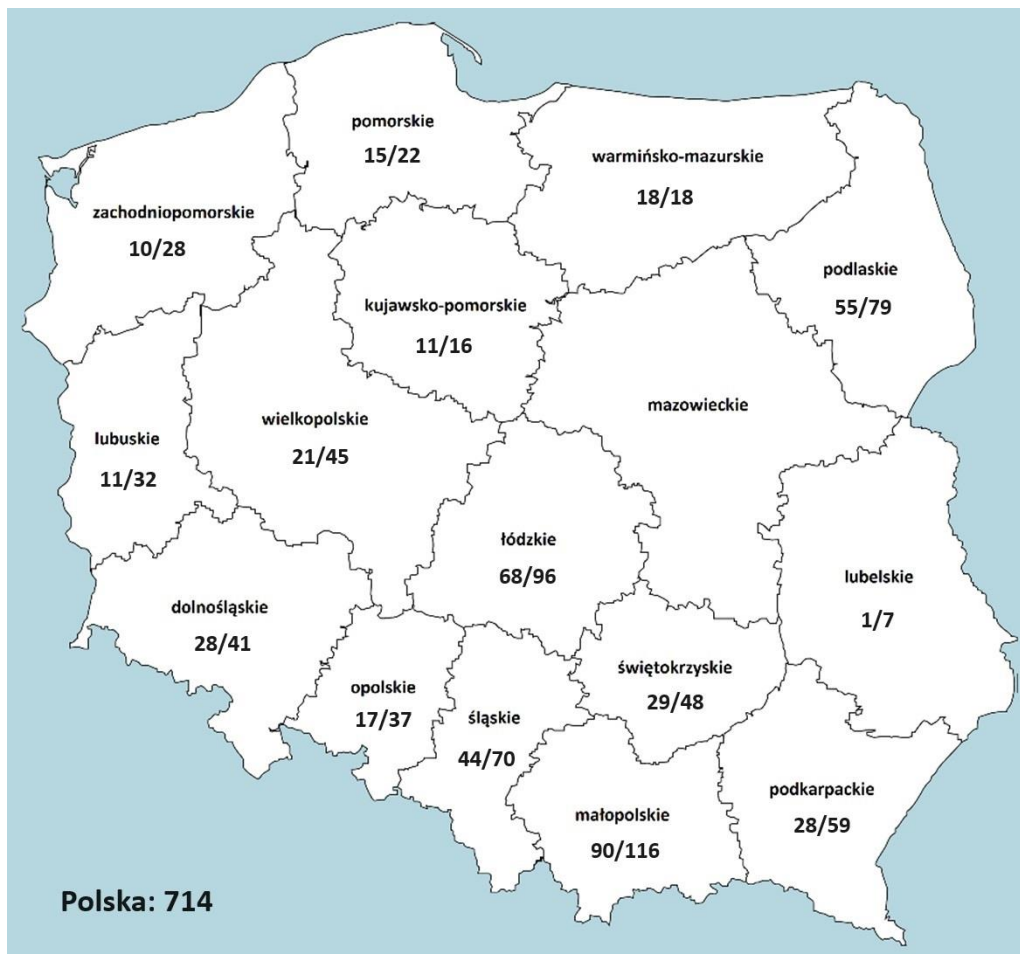 pomorskie
15/22
warmińsko-mazurskie
18/18
zachodniopomorskie
10/28
podlaskie
55/79
kujawsko-pomorskie
11/16
mazowieckie
wielkopolskie
21/45
lubuskie
11/32
łódzkie
68/96
lubelskie
1/7
dolnośląskie
28/41
świętokrzyskie
29/48
opolskie
17/37
śląskie
44/70
podkarpackie
28/59
małopolskie
90/116
Polska: 714